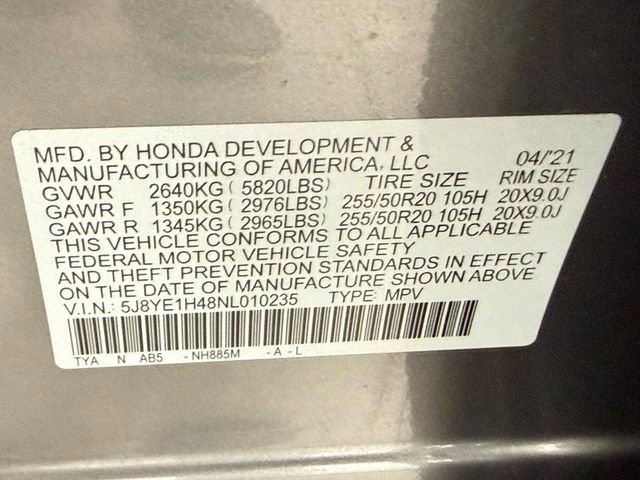 MFD. BY HONDA DEVELOPMENT &
MANUFACTURING OF AMERICA, LLC 04/'21
GVWR 2640KG ( 5820LBS) TIRE SIZE RIM SIZE
GAWR F 1350KG ( 2976LBS) 255/50R20 105H 20X9.0J
GAWR R 1345KG ( 2965LBS) 255/50R20 105H 20X9.0J
THIS VEHICLE CONFORMS TO ALL APPLICABLE
FEDERAL MOTOR VEHICLE SAFETY
AND THEFT PREVENTION STANDARDS IN EFFECT
ON THE DATE OF MANUFACTURE SHOWN ABOVE
V.I.N.: 5J8YE1H48NL010235 TYPE: MPV
TYA N AB5 -NH885M -A-L